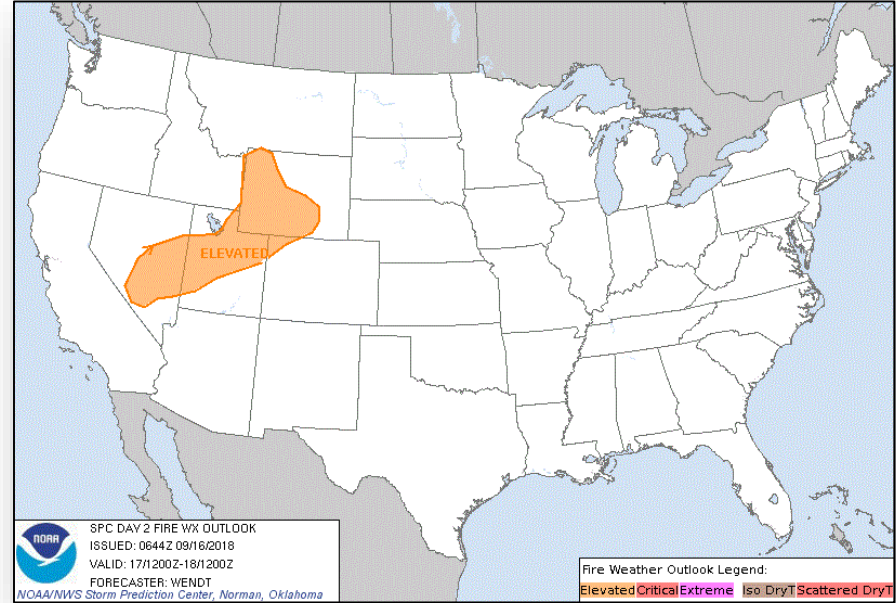 ELEVATED
NOAA
SPC DAY 2 FIRE WX OUTLOOK
ISSUED: 0644Z 09/16/2018
VALID: 17/1200Z-18/1200Z
FORECASTER: WENDT
NOAA/NWS Storm Prediction Center, Norman, Oklahoma
Fire Weather Outlook Legend:
Elevated Critical Extreme Iso DryT Scattered DryT